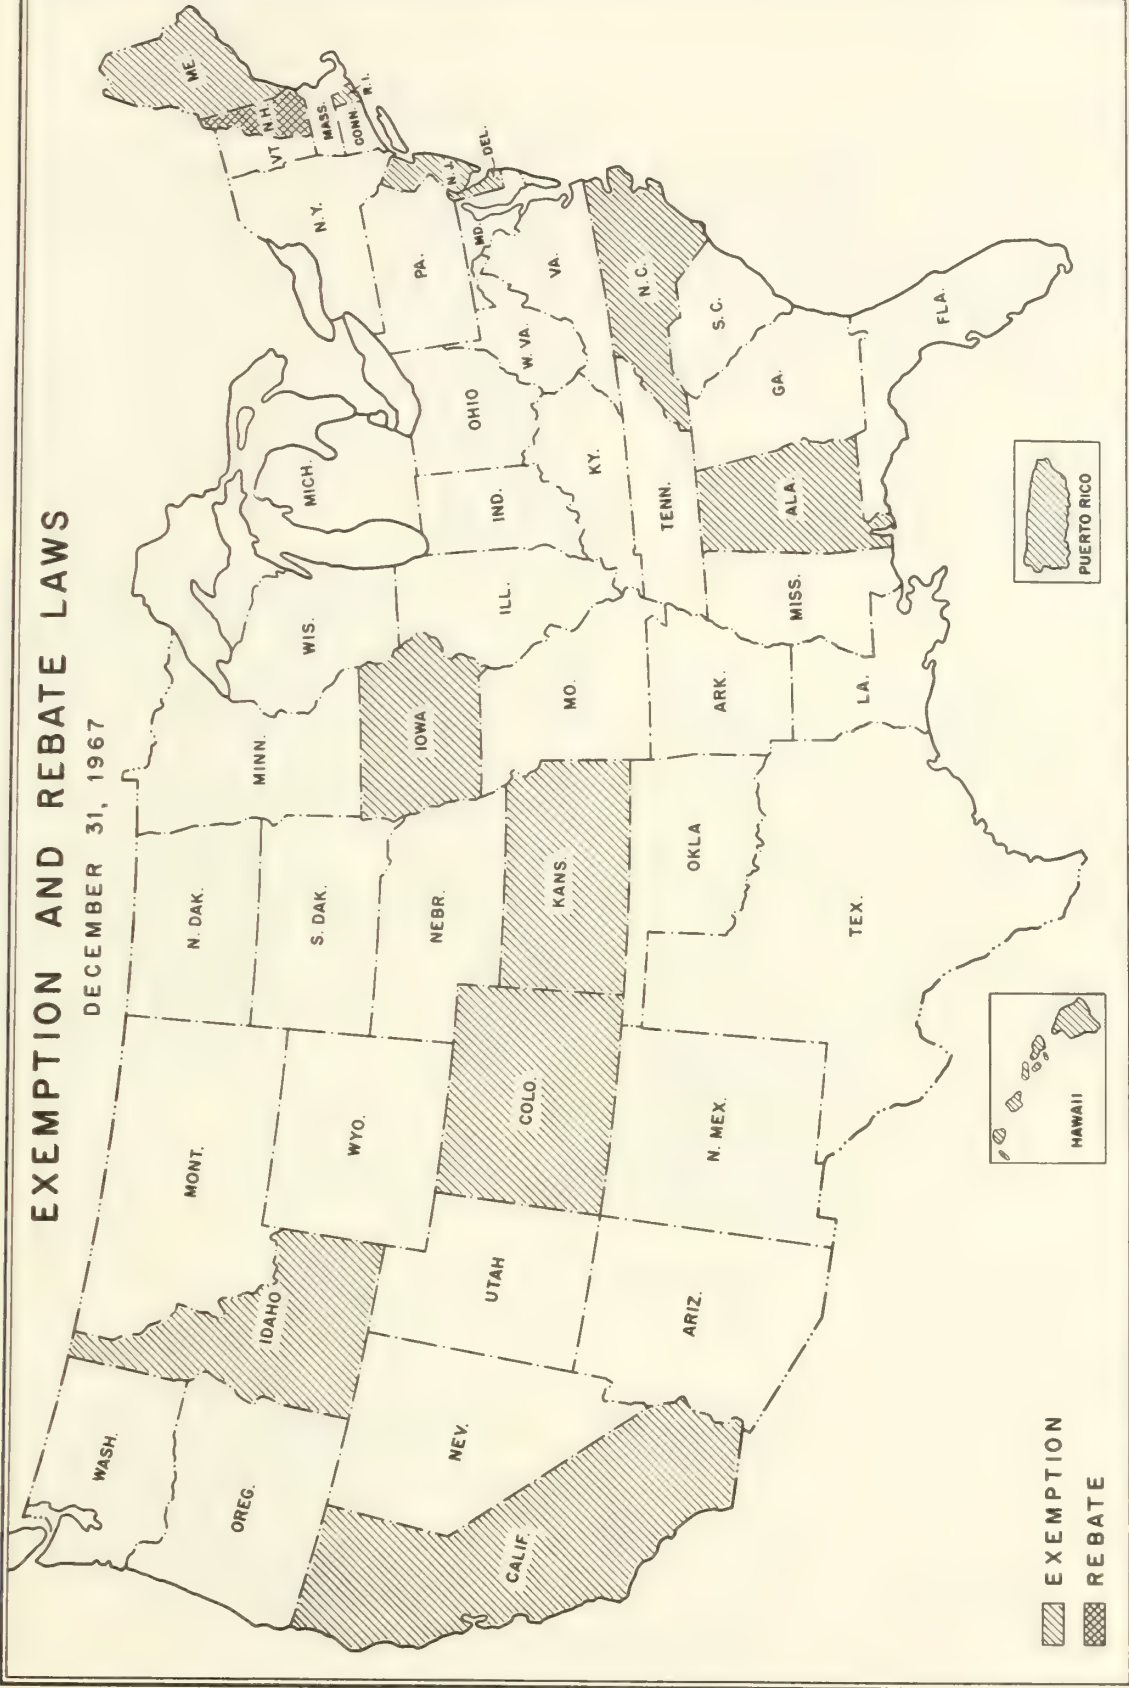 EXEMPTION AND REBATE LAWS
DECEMBER 31, 1967
WASH.
OREG.
CALIF.
NEV.
IDAHO
MONT.
WYO.
UTAH
ARIZ.
COLO.
N. MEX.
N. DAK.
S. DAK.
NEBR.
KANS.
OKLA
TEX.
MINN.
IOWA
MO.
ARK.
LA.
WIS.
ILL.
MICH.
IND.
OHIO
KY.
TENN.
MISS.
ALA.
GA.
FLA.
S. C.
N. C.
VA.
W. VA.
MD.
DEL.
PA.
N. J.
N. Y.
CONN.
R. I.
MASS.
VT
N.H.
ME.
HAWAII
PUERTO RICO
EXEMPTION
REBATE